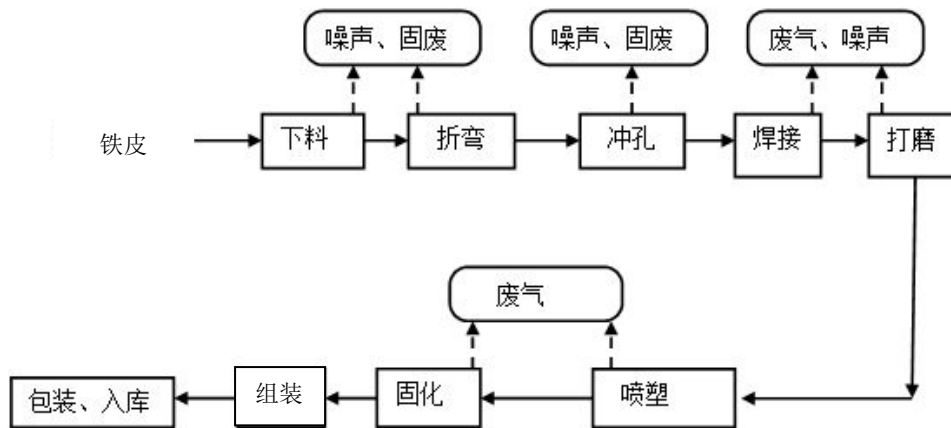 噪声、固废
噪声、固废
废气、噪声
铁皮
下料
折弯
冲孔
焊接
打磨
废气
包装、入库
组装
固化
喷塑